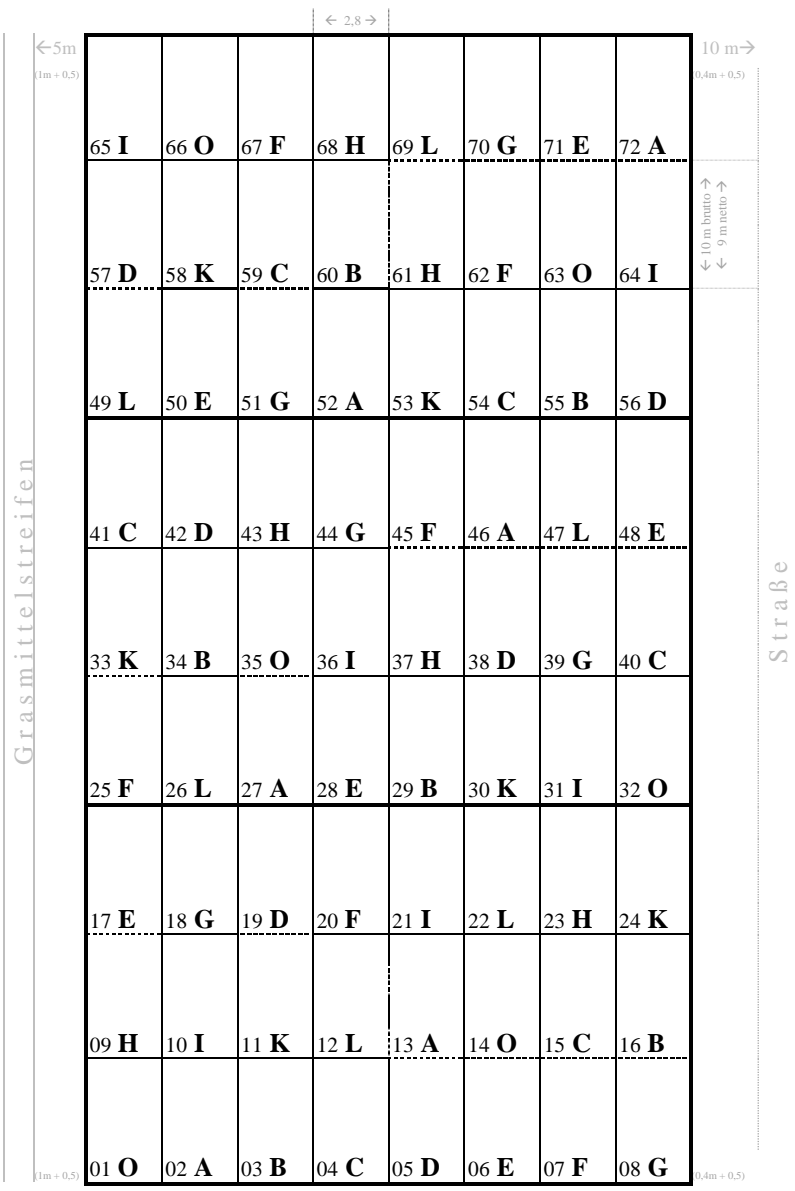 ← 2,8 →
←5m
10 m→
(1m + 0,5)
(0,4m + 0,5)
65 I 66 O 67 F 68 H 69 L 70 G 71 E 72 A
← 10 m brutto →
← 9 m netto →
57 D 58 K 59 C 60 B 61 H 62 F 63 O 64 I
49 L 50 E 51 G 52 A 53 K 54 C 55 B 56 D
41 C 42 D 43 H 44 G 45 F 46 A 47 L 48 E
Grasmittelstreifen
Straße
33 K 34 B 35 O 36 I 37 H 38 D 39 G 40 C
25 F 26 L 27 A 28 E 29 B 30 K 31 I 32 O
17 E 18 G 19 D 20 F 21 I 22 L 23 H 24 K
09 H 10 I 11 K 12 L 13 A 14 O 15 C 16 B
01 O 02 A 03 B 04 C 05 D 06 E 07 F 08 G
(1m + 0,5)
(0,4m + 0,5)